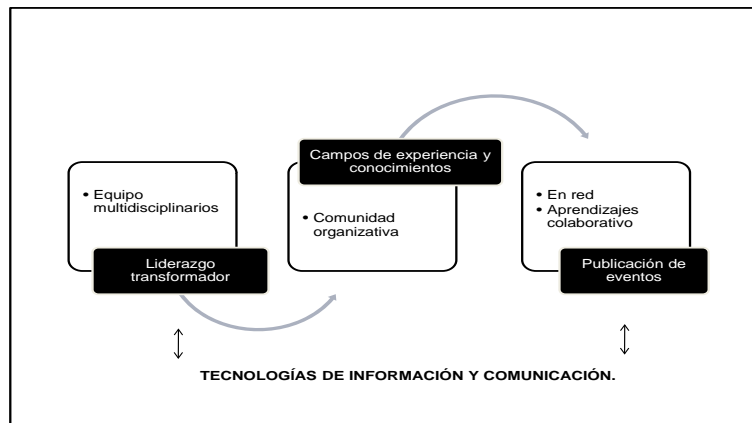 • Equipo
multidisciplinarios
Liderazgo
transformador
Campos de experiencia y
conocimientos
• Comunidad
organizativa
• En red
• Aprendizajes
colaborativo
Publicación de
eventos
TECNOLOGÍAS DE INFORMACIÓN Y COMUNICACIÓN.